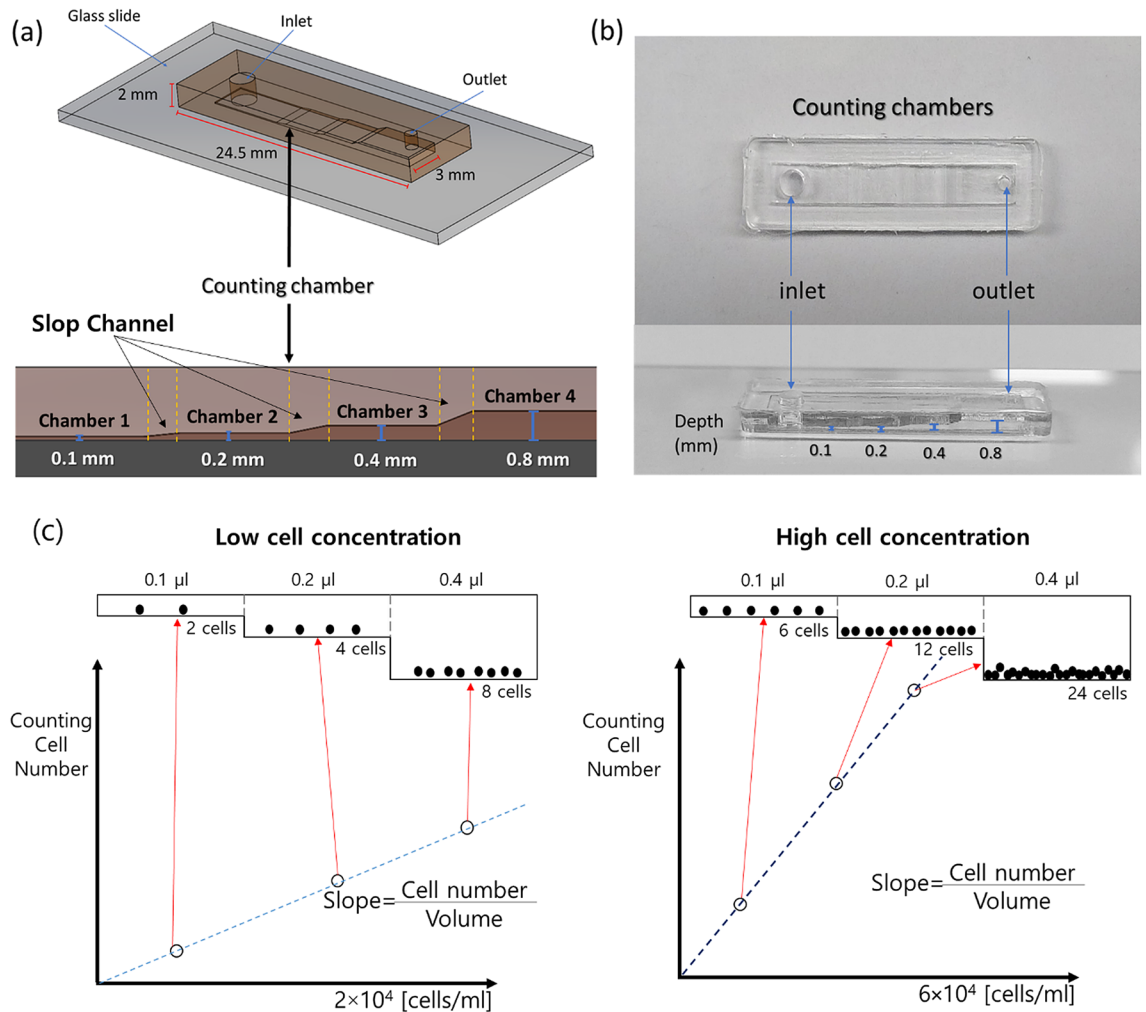 (a)
Glass slide
Inlet
Outlet
2 mm
24.5 mm
3 mm
Counting chamber
Slop Channel
Chamber 1
Chamber 2
Chamber 3
Chamber 4
0.1 mm
0.2 mm
0.4 mm
0.8 mm
(b)
Counting chambers
inlet
outlet
Depth
(mm)
0.1
0.2
0.4
0.8
(c)
Low cell concentration
0.1 μl
0.2 μl
0.4 μl
2 cells
4 cells
8 cells
Counting
Cell
Number
Slope=
Cell number
Volume
2×10⁴ [cells/ml]
High cell concentration
0.1 μl
0.2 μl
0.4 μl
6 cells
12 cells
24 cells
Counting
Cell
Number
Slope=
Cell number
Volume
6×10⁴ [cells/ml]